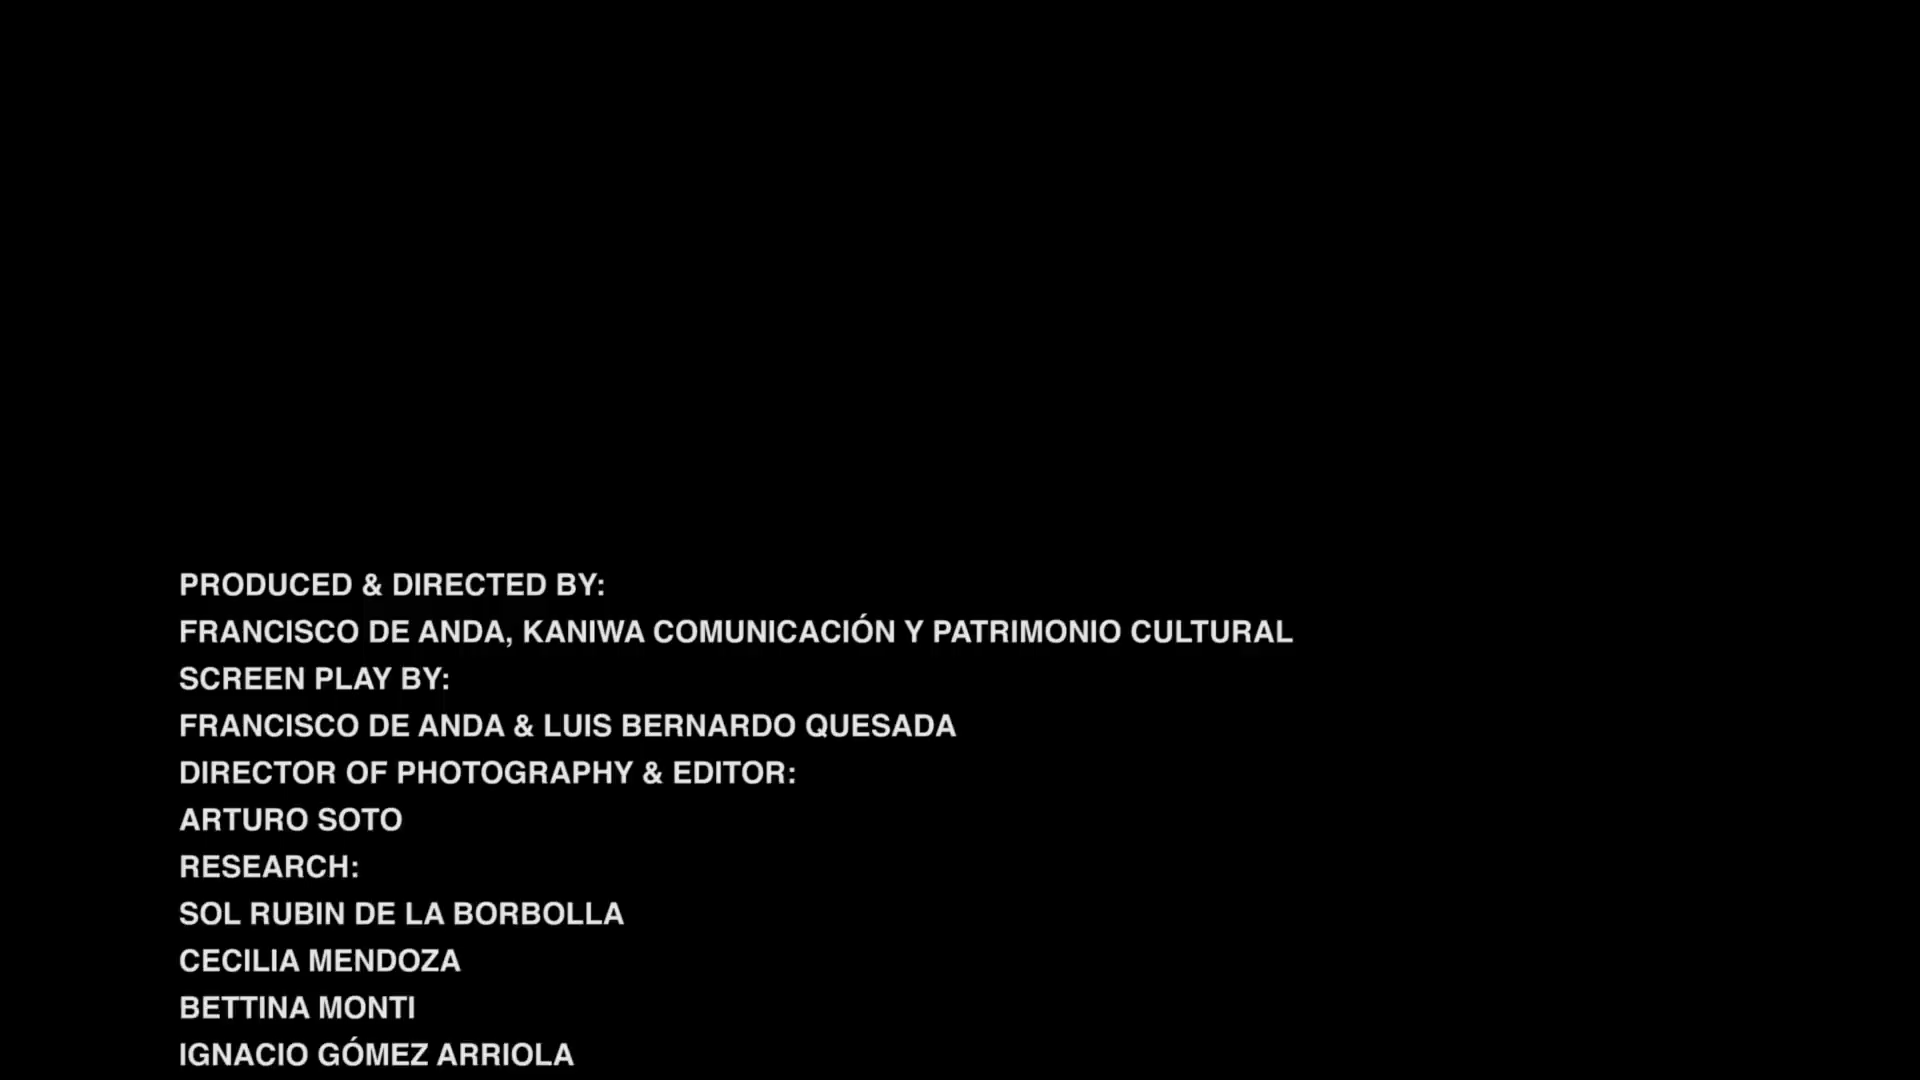 PRODUCED & DIRECTED BY:
FRANCISCO DE ANDA, KANIWA COMUNICACIÓN Y PATRIMONIO CULTURAL
SCREEN PLAY BY:
FRANCISCO DE ANDA & LUIS BERNARDO QUESADA
DIRECTOR OF PHOTOGRAPHY & EDITOR:
ARTURO SOTO
RESEARCH:
SOL RUBIN DE LA BORBOLLA
CECILIA MENDOZA
BETTINA MONTI
IGNACIO GÓMEZ ARRIOLA